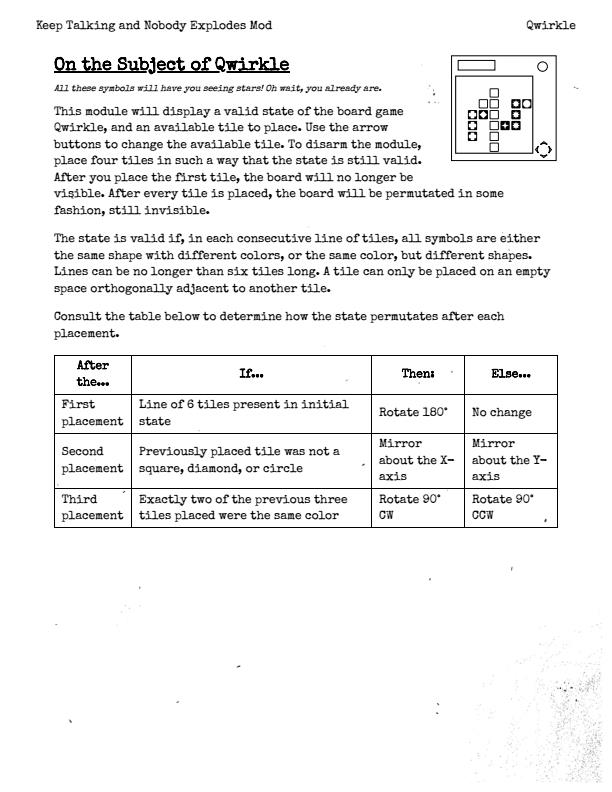 Keep Talking and Nobody Explodes Mod
Qwirkle
On the Subject of Qwirkle
All these symbols will have you seeing stars! Oh wait, you already are.
This module will display a valid state of the board game
Qwirkle, and an available tile to place. Use the arrow
buttons to change the available tile. To disarm the module,
place four tiles in such a way that the state is still valid.
After you place the first tile, the board will no longer be
visible. After every tile is placed, the board will be permutated in some
fashion, still invisible.
The state is valid if, in each consecutive line of tiles, all symbols are either
the same shape with different colors, or the same color, but different shapes.
Lines can be no longer than six tiles long. A tile can only be placed on an empty
space orthogonally adjacent to another tile.
Consult the table below to determine how the state permutates after each
placement.
After
the...
If...
Then:
Else...
First
placement
Line of 6 tiles present in initial
state
Rotate 180°
No change
Second
placement
Previously placed tile was not a
square, diamond, or circle
Mirror
about the X-
axis
Mirror
about the Y-
axis
Third
placement
Exactly two of the previous three
tiles placed were the same color
Rotate 90°
CW
Rotate 90°
CCW